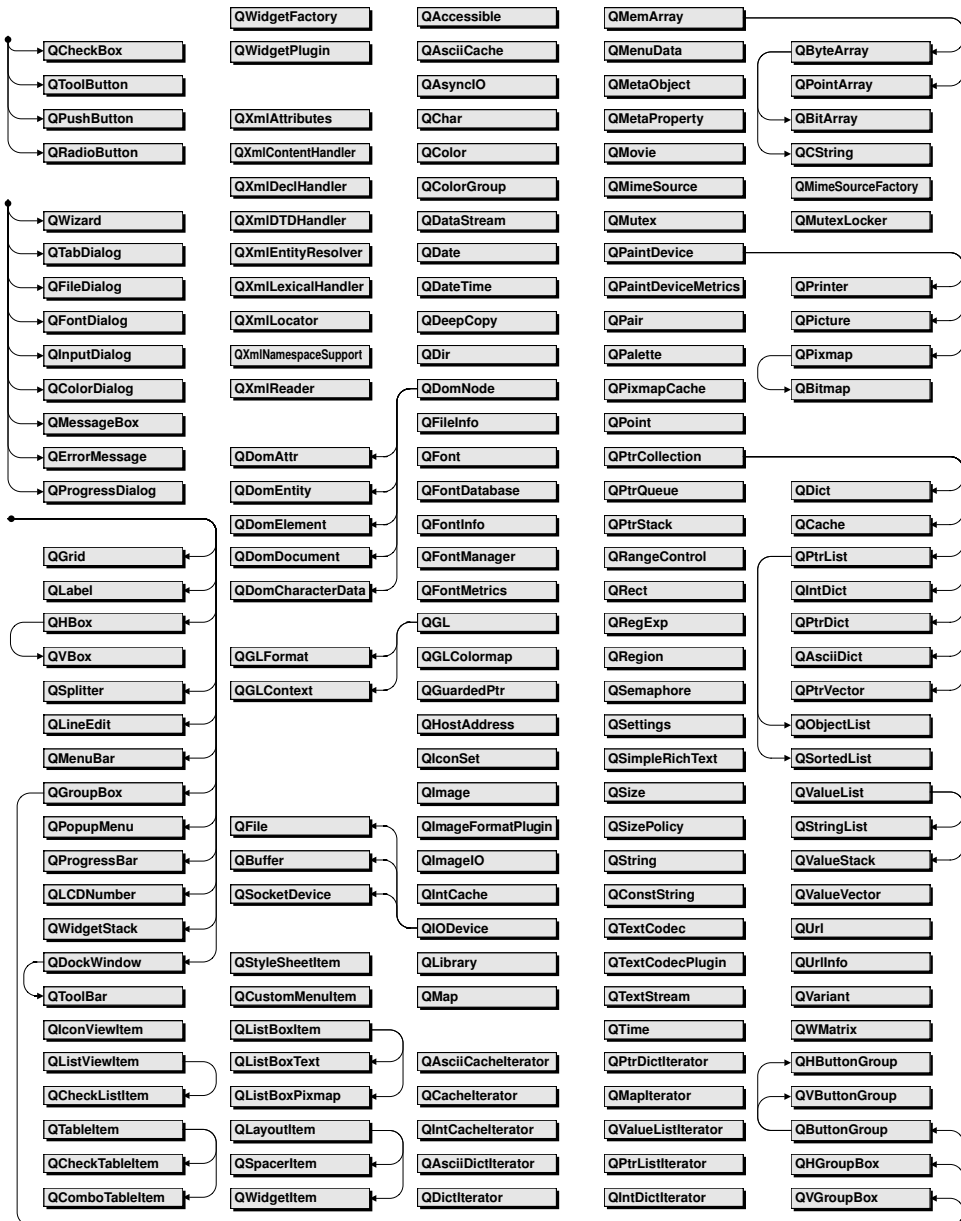 QWidgetFactory
QAccessible
QMemArray
QCheckBox
QWidgetPlugin
QAsciiCache
QMenuData
QByteArray
QToolButton
QAsyncIO
QMetaObject
QPointArray
QPushButton
QXmlAttributes
QChar
QMetaProperty
QBitArray
QRadioButton
QXmlContentHandler
QColor
QMovie
QCString
QXmlDeclHandler
QColorGroup
QMimeSource
QMimeSourceFactory
QWizard
QXmlDTDHandler
QDataStream
QMutex
QMutexLocker
QTabDialog
QXmlEntityResolver
QDate
QPaintDevice
QFileDialog
QXmlLexicalHandler
QDateTime
QPaintDeviceMetrics
QPrinter
QFontDialog
QXmlLocator
QDeepCopy
QPair
QPicture
QInputDialog
QXmlNamespaceSupport
QDir
QPalette
QPixmap
QColorDialog
QXmlReader
QDomNode
QPixmapCache
QBitmap
QMessageBox
QFileInfo
QPoint
QErrorMessage
QDomAttr
QFont
QPtrCollection
QProgressDialog
QDomEntity
QFontDatabase
QPtrQueue
QDict
QDomElement
QFontInfo
QPtrStack
QCache
QGrid
QDomDocument
QFontManager
QRangeControl
QPtrList
QLabel
QDomCharacterData
QFontMetrics
QRect
QIntDict
QHBox
QGL
QRegExp
QPtrDict
QVBox
QGLFormat
QGLColormap
QRegion
QAsciiDict
QSplitter
QGLContext
QGuardedPtr
QSemaphore
QPtrVector
QLineEdit
QHostAddress
QSettings
QObjectList
QMenuBar
QIconSet
QSimpleRichText
QSortedList
QGroupBox
QImage
QSize
QValueList
QPopupMenu
QFile
QImageFormatPlugin
QSizePolicy
QStringList
QProgressBar
QBuffer
QImageIO
QString
QValueStack
QLCDNumber
QSocketDevice
QIntCache
QConstString
QValueVector
QWidgetStack
QIODevice
QTextCodec
QUrl
QDockWindow
QStyleSheetItem
QLibrary
QTextCodecPlugin
QUrlInfo
QToolBar
QCustomMenuItem
QMap
QTextStream
QVariant
QIconViewItem
QListBoxItem
QTime
QWMatrix
QListViewItem
QListBoxText
QAsciiCacheIterator
QPtrDictIterator
QHButtonGroup
QCheckListItem
QListBoxPixmap
QCacheIterator
QMapIterator
QVButtonGroup
QTableItem
QLayoutItem
QIntCacheIterator
QValueListIterator
QButtonGroup
QCheckTableItem
QSpacerItem
QAsciiDictIterator
QPtrListIterator
QHGroupBox
QComboTableItem
QWidgetItem
QDictIterator
QIntDictIterator
QVGroupBox